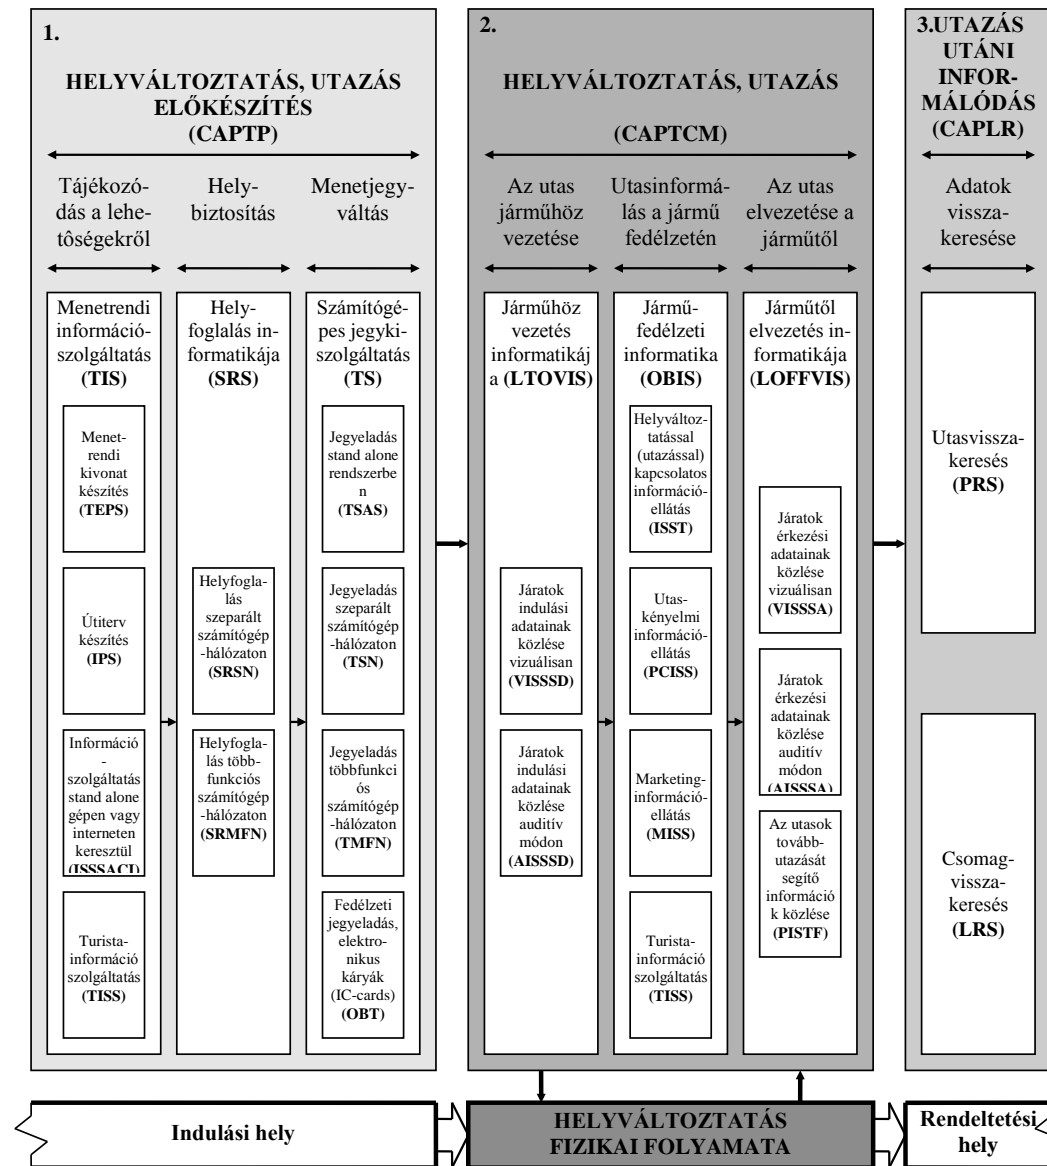 1.
HELYVÁLTOZTATÁS, UTAZÁS
ELŐKÉSZÍTÉS
(CAPTP)
Tájékozó-
dás a lehe-
tôségekről
Hely-
biztosítás
Menetjegy-
váltás
Menetrendi
információ-
szolgáltatás
(TIS)
Menet-
rendi
kivonat
készítés
(TEPS)
Útiterv
készítés
(IPS)
Információ
-
szolgáltatás
stand alone
gépen vagy
interneten
keresztül
(ISSSACI)
Turista-
információ
szolgáltatás
(TISS)
Hely-
foglalás in-
formatikája
(SRS)
Helyfogla-
lás
szeparált
számítógép
-hálózaton
(SRSN)
Helyfogla-
lás több-
funkciós
számítógép
-hálózaton
(SRMFN)
Számítógé-
pes jegyki-
szolgáltatás
(TS)
Jegyeladás
stand alone
rendszerbe
n
(TSAS)
Jegyeladás
szeparált
számítógép
-hálózaton
(TSN)
Jegyeladás
többfunkci
ós
számítógép
-hálózaton
(TMFN)
Fedélzeti
jegyeladás,
elektro-
nikus
káryák
(IC-cards)
(OBT)
2.
HELYVÁLTOZTATÁS, UTAZÁS
(CAPTCM)
Az utas
járműhöz
vezetése
Utasinformá-
lás a jármű
fedélzetén
Az utas
elvezetése a
járműtől
Járműhöz
vezetés
informatikáj
a (LTOVIS)
Járatok
indulási
adatainak
közlése
vizuálisan
(VISSSD)
Járatok
indulási
adatainak
közlése
auditív
módon
(AISSSD)
Jármű-
fedélzeti
informatika
(OBIS)
Helyváltoz-
tatással
(utazással)
kapcsolatos
információ-
ellátás
(ISST)
Utas-
kényelmi
információ-
ellátás
(PCISS)
Marketing-
információ-
ellátás
(MISS)
Turista-
információ
szolgáltatás
(TISS)
Járműtől
elvezetés in-
formatikája
(LOFFVIS)
Járatok
érkezési
adatainak
közlése
vizuálisan
(VISSSA)
Járatok
érkezési
adatainak
közlése
auditív
módon
(AISSSA)
Az utasok
tovább-
utazását
segítő
információ
k közlése
(PISTF)
3.UTAZÁS
UTÁNI
INFOR-
MÁLÓDÁS
(CAPLR)
Adatok
vissza-
keresése
Utasvissza-
keresés
(PRS)
Csomag-
vissza-
keresés
(LRS)
Indulási hely
HELYVÁLTOZTATÁS
FIZIKAI FOLYAMATA
Rendeltetési
hely